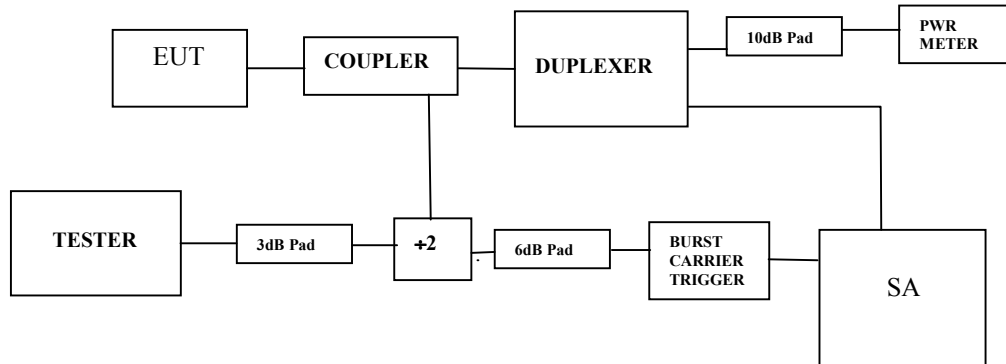 EUT
COUPLER
DUPLEXER
10dB Pad
PWR
METER
TESTER
3dB Pad
÷2
6dB Pad
BURST
CARRIER
TRIGGER
SA